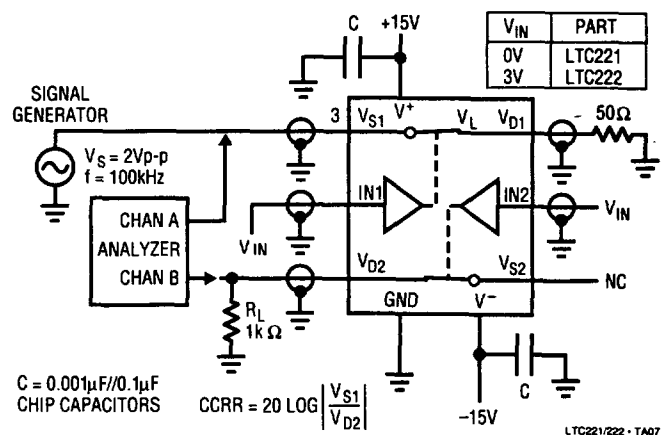 C
+15V
V_IN PART
0V LTC221
3V LTC222
SIGNAL
GENERATOR
V_S = 2Vp-p
f = 100kHz
3 V_S1 V+ V_L V_D1
50Ω
IN1 IN2
V_IN V_IN
CHAN A
ANALYZER
CHAN B
V_D2 V_S2 NC
R_L
1kΩ
GND V–
C
–15V
C = 0.001µF//0.1µF
CHIP CAPACITORS
CCRR = 20 LOG |V_S1/V_D2|
LTC221/222 • TA07